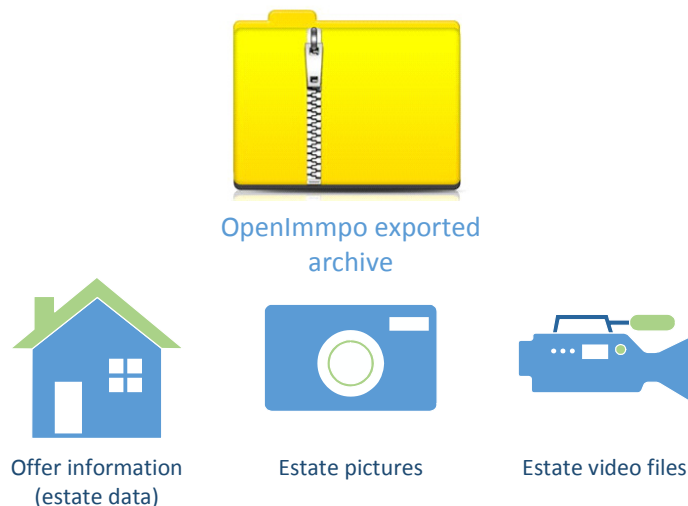 OpenImmpo exported
archive
Offer information
(estate data)
Estate pictures
Estate video files